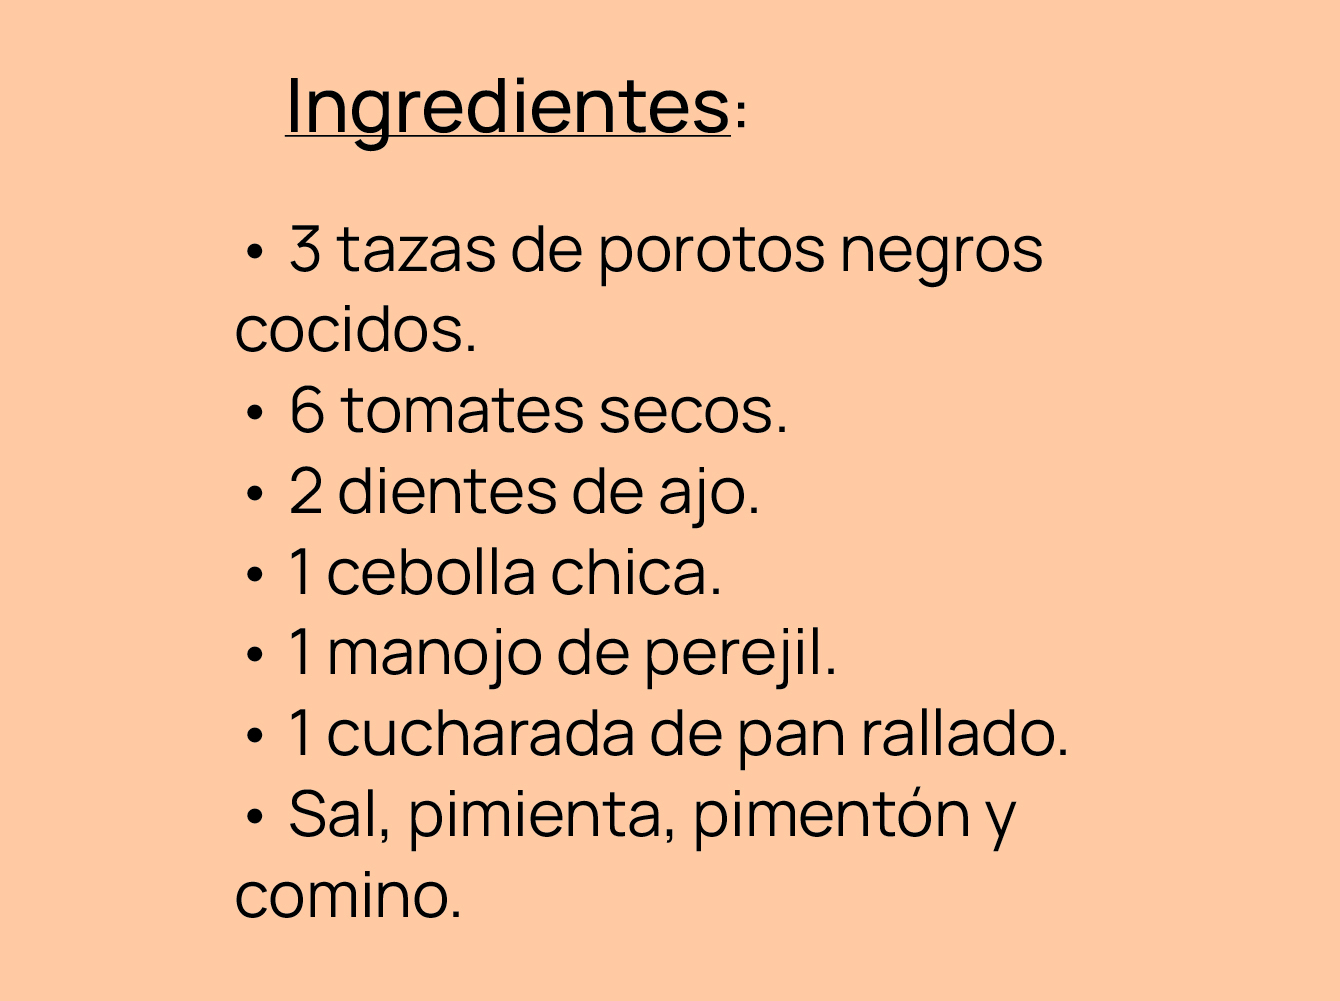 Ingredientes:
• 3 tazas de porotos negros
cocidos.
• 6 tomates secos.
• 2 dientes de ajo.
• 1 cebolla chica.
• 1 manojo de perejil.
• 1 cucharada de pan rallado.
• Sal, pimienta, pimentón y
comino.